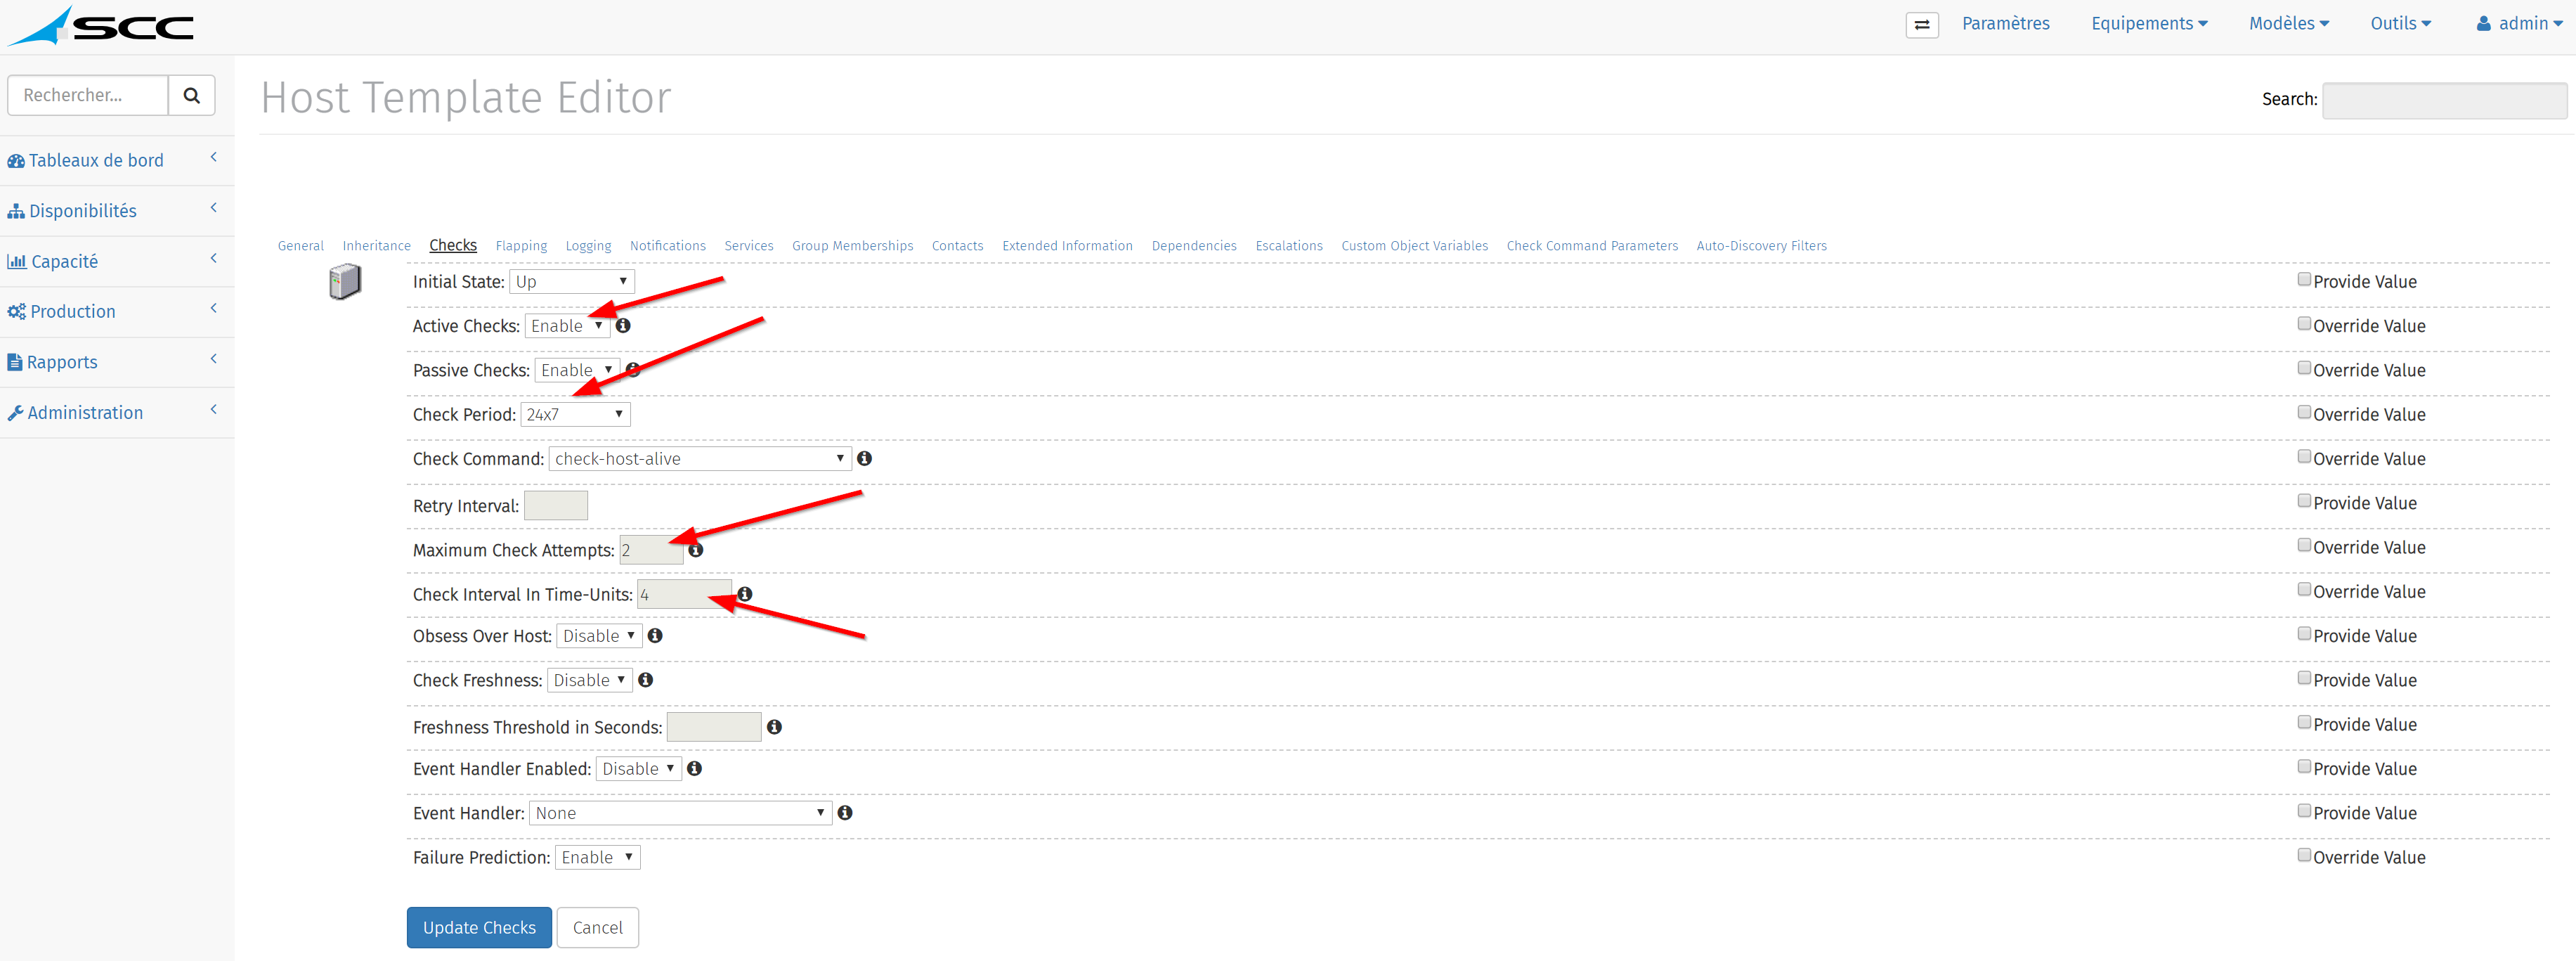 SCC
Paramètres Equipements Modèles Outils admin
Rechercher...
Host Template Editor
Search:
Tableaux de bord
Disponibilités
Capacité
Production
Rapports
Administration
General Inheritance Checks Flapping Logging Notifications Services Group Memberships Contacts Extended Information Dependencies Escalations Custom Object Variables Check Command Parameters Auto-Discovery Filters
Initial State: Up Provide Value
Active Checks: Enable Override Value
Passive Checks: Enable Override Value
Check Period: 24x7 Override Value
Check Command: check-host-alive Override Value
Retry Interval: Provide Value
Maximum Check Attempts: 2 Override Value
Check Interval In Time-Units: 4 Override Value
Obsess Over Host: Disable Provide Value
Check Freshness: Disable Provide Value
Freshness Threshold in Seconds: Provide Value
Event Handler Enabled: Disable Provide Value
Event Handler: None Provide Value
Failure Prediction: Enable Override Value
Update Checks Cancel